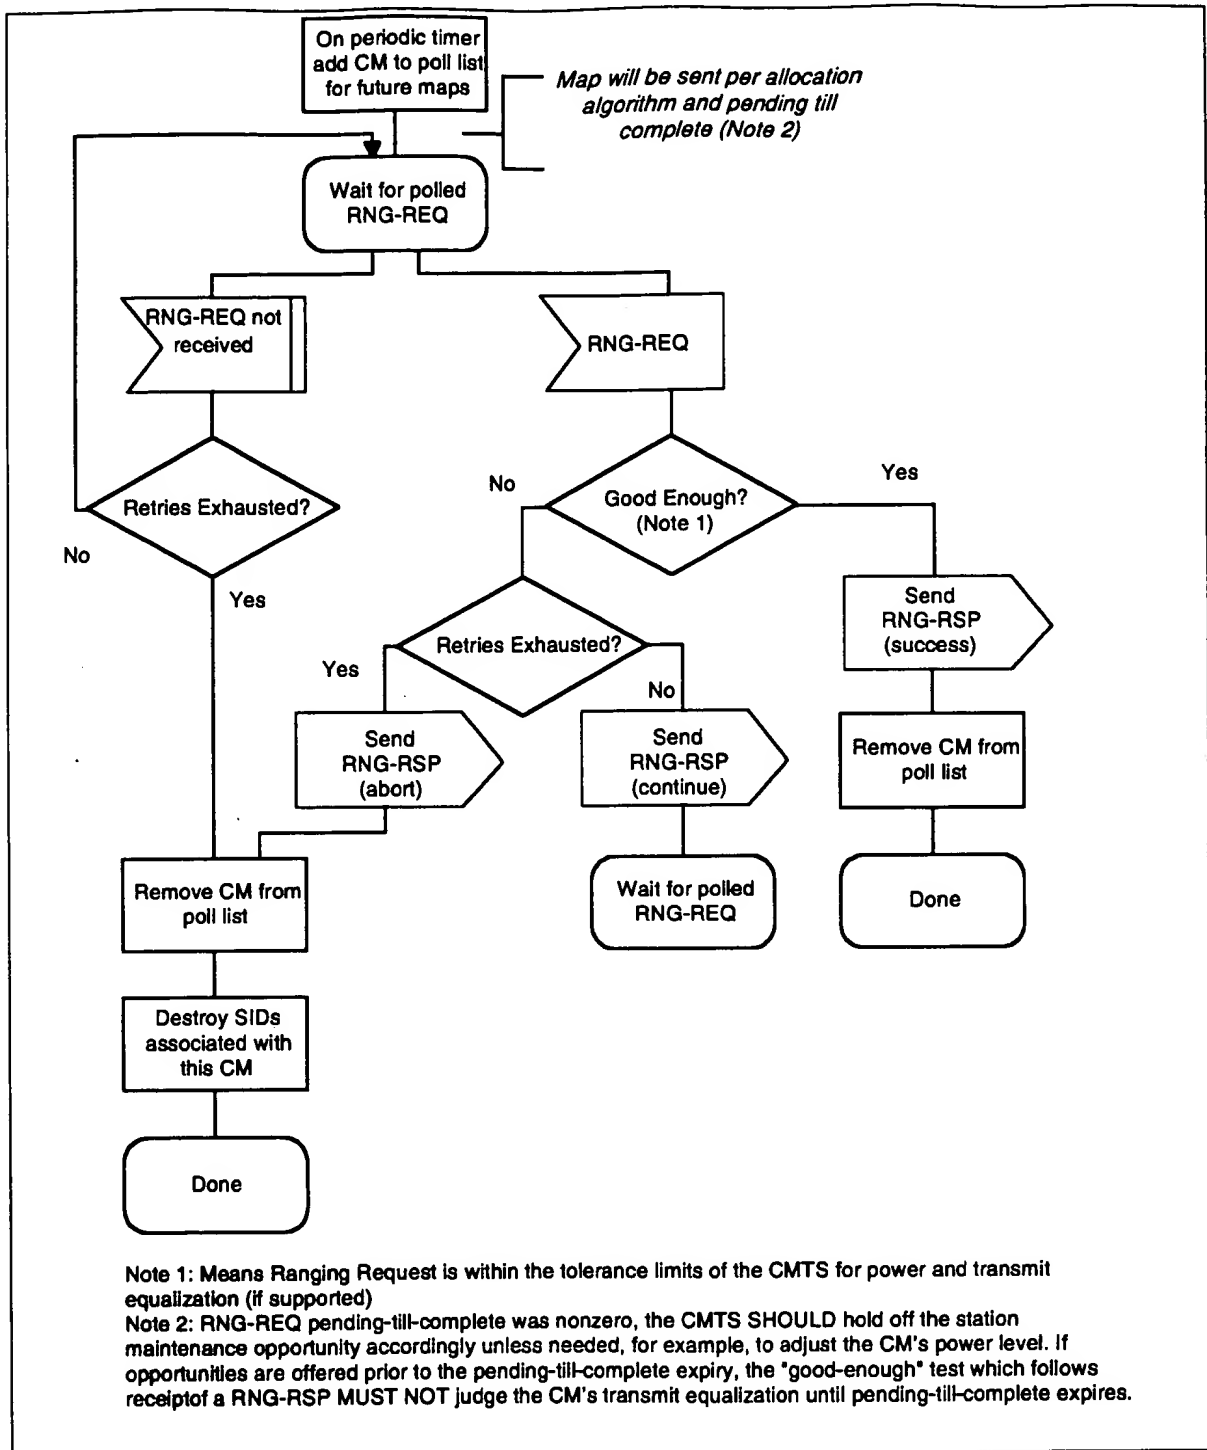 On periodic timer
add CM to poll list
for future maps
Map will be sent per allocation
algorithm and pending till
complete (Note 2)
Wait for polled
RNG-REQ
RNG-REQ not
received
RNG-REQ
Retries Exhausted?
No
Yes
Good Enough?
(Note 1)
No
Yes
Send
RNG-RSP
(success)
Retries Exhausted?
Yes
No
Send
RNG-RSP
(abort)
Send
RNG-RSP
(continue)
Remove CM from
poll list
Remove CM from
poll list
Wait for polled
RNG-REQ
Done
Destroy SIDs
associated with
this CM
Done
Note 1: Means Ranging Request is within the tolerance limits of the CMTS for power and transmit
equalization (if supported)
Note 2: RNG-REQ pending-till-complete was nonzero, the CMTS SHOULD hold off the station
maintenance opportunity accordingly unless needed, for example, to adjust the CM's power level. If
opportunities are offered prior to the pending-till-complete expiry, the "good-enough" test which follows
receiptof a RNG-RSP MUST NOT judge the CM's transmit equalization until pending-till-complete expires.